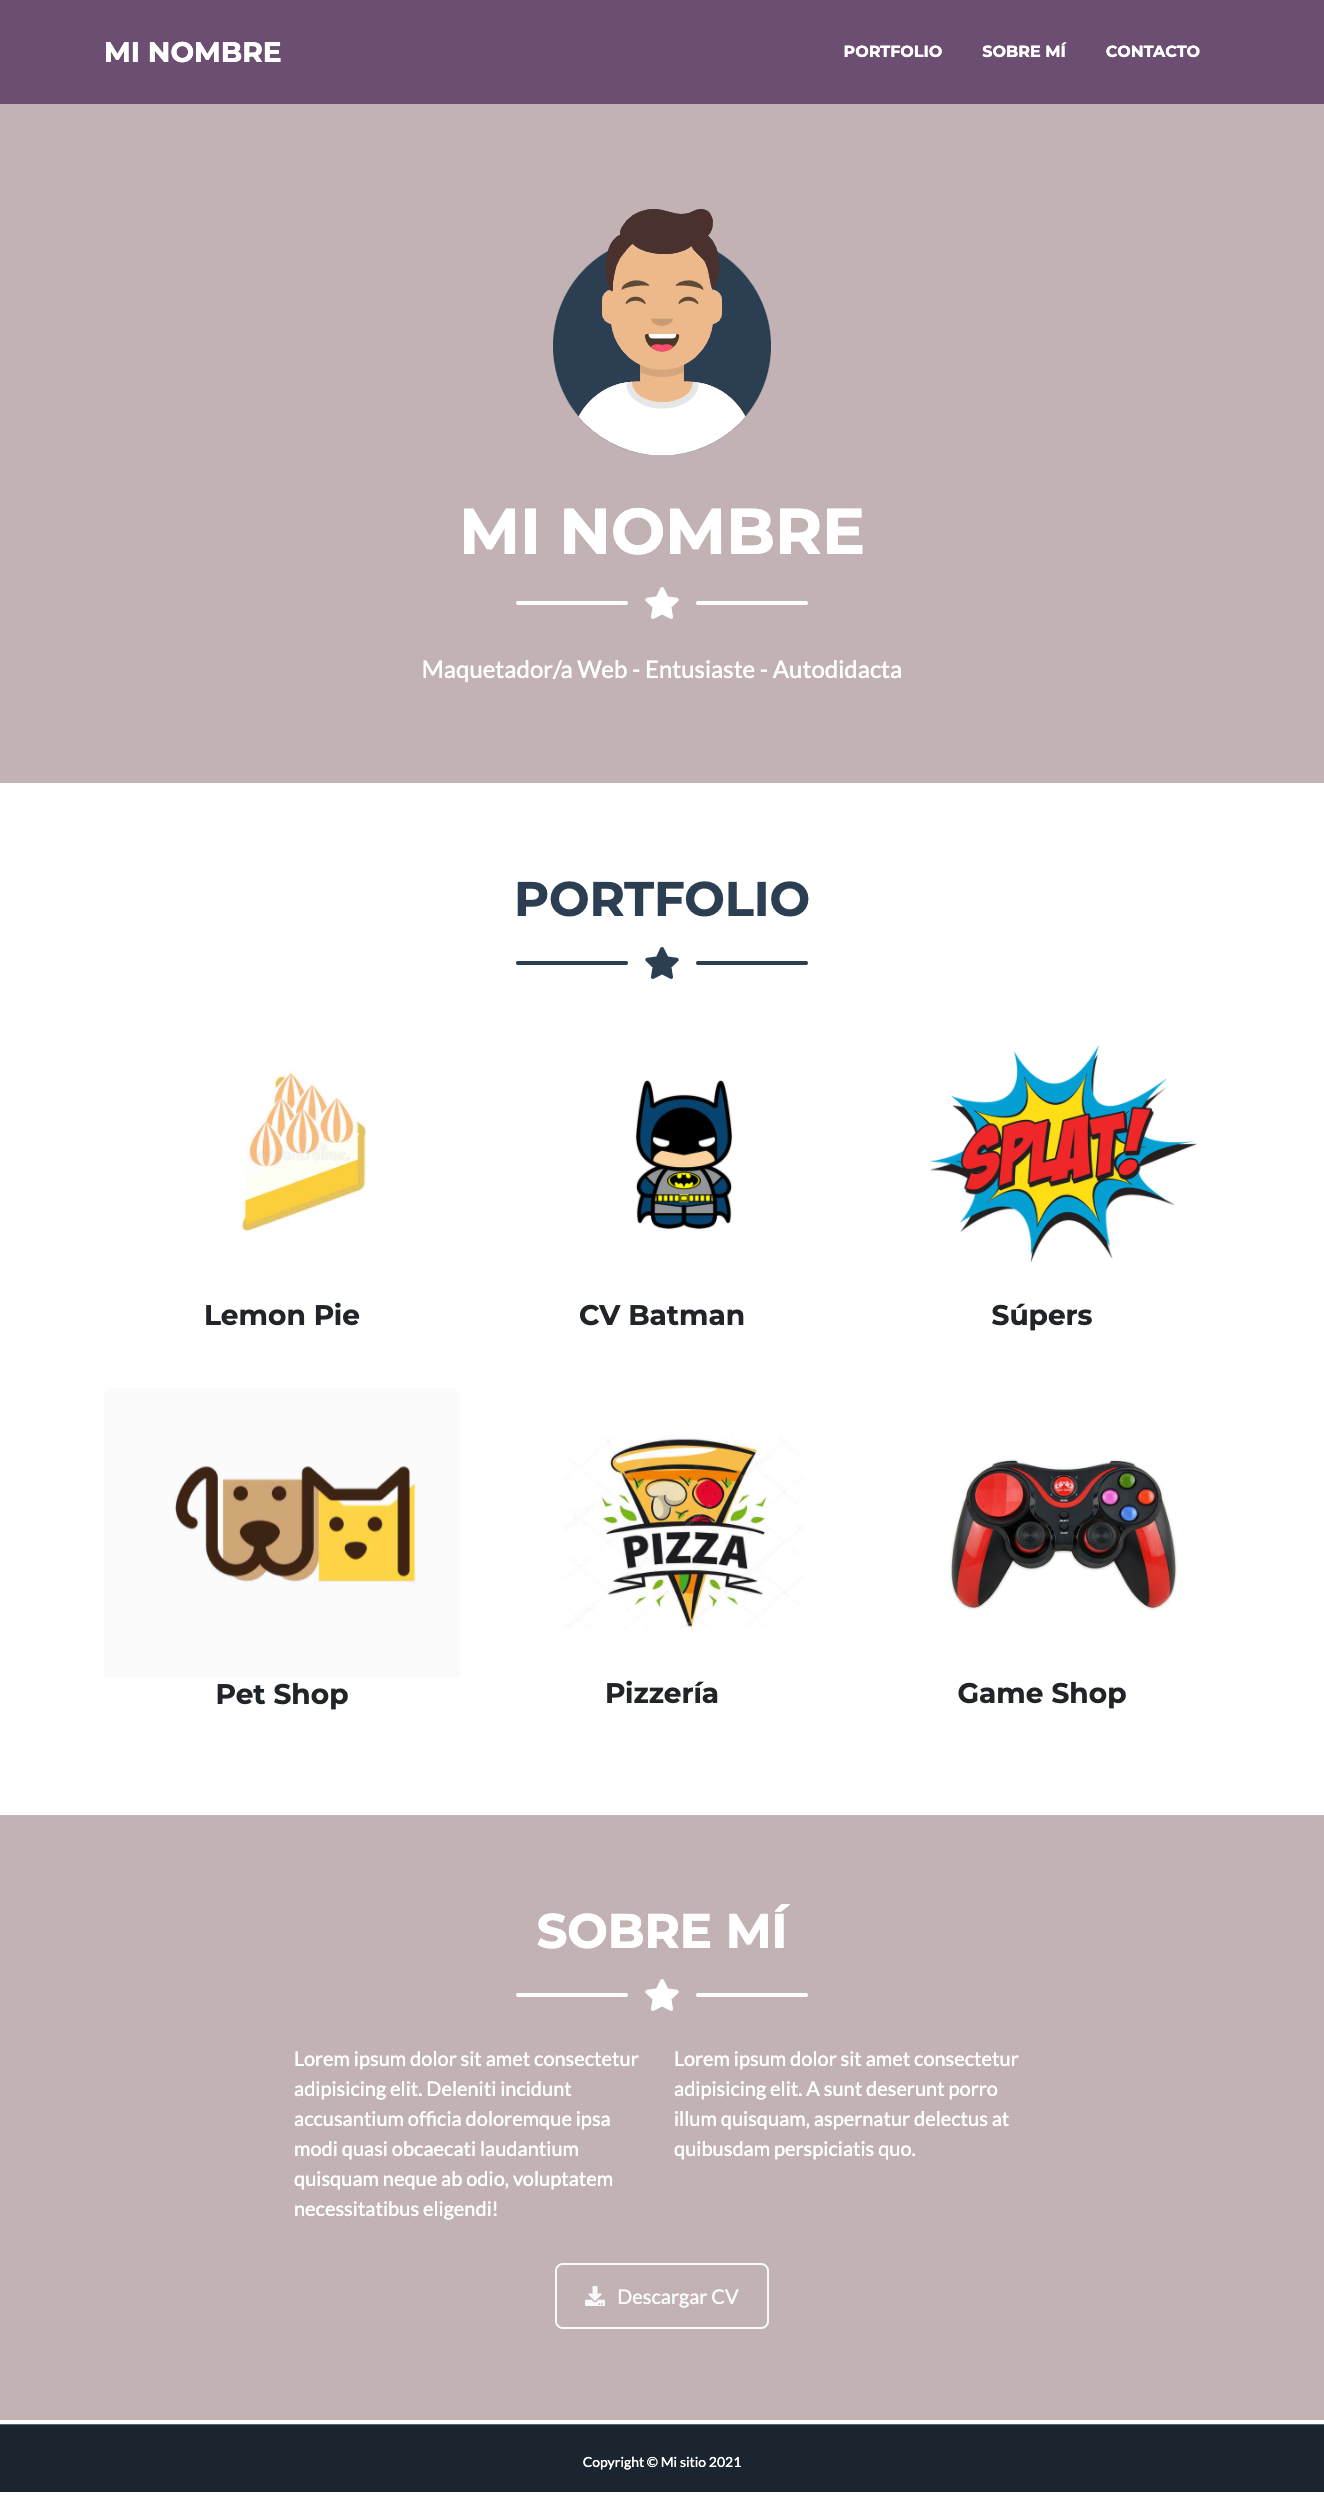 MI NOMBRE
PORTFOLIO SOBRE MÍ CONTACTO
MI NOMBRE
Maquetador/a Web - Entusiaste - Autodidacta
PORTFOLIO
SPLAT!
Lemon Pie
CV Batman
Súpers
PIZZA
Pet Shop
Pizzería
Game Shop
SOBRE MÍ
Lorem ipsum dolor sit amet consectetur
adipisicing elit. Deleniti incidunt
accusantium officia doloremque ipsa
modi quasi obcaecati laudantium
quisquam neque ab odio, voluptatem
necessitatibus eligendi!
Lorem ipsum dolor sit amet consectetur
adipisicing elit. A sunt deserunt porro
illum quisquam, aspernatur delectus at
quibusdam perspiciatis quo.
Descargar CV
Copyright © Mi sitio 2021